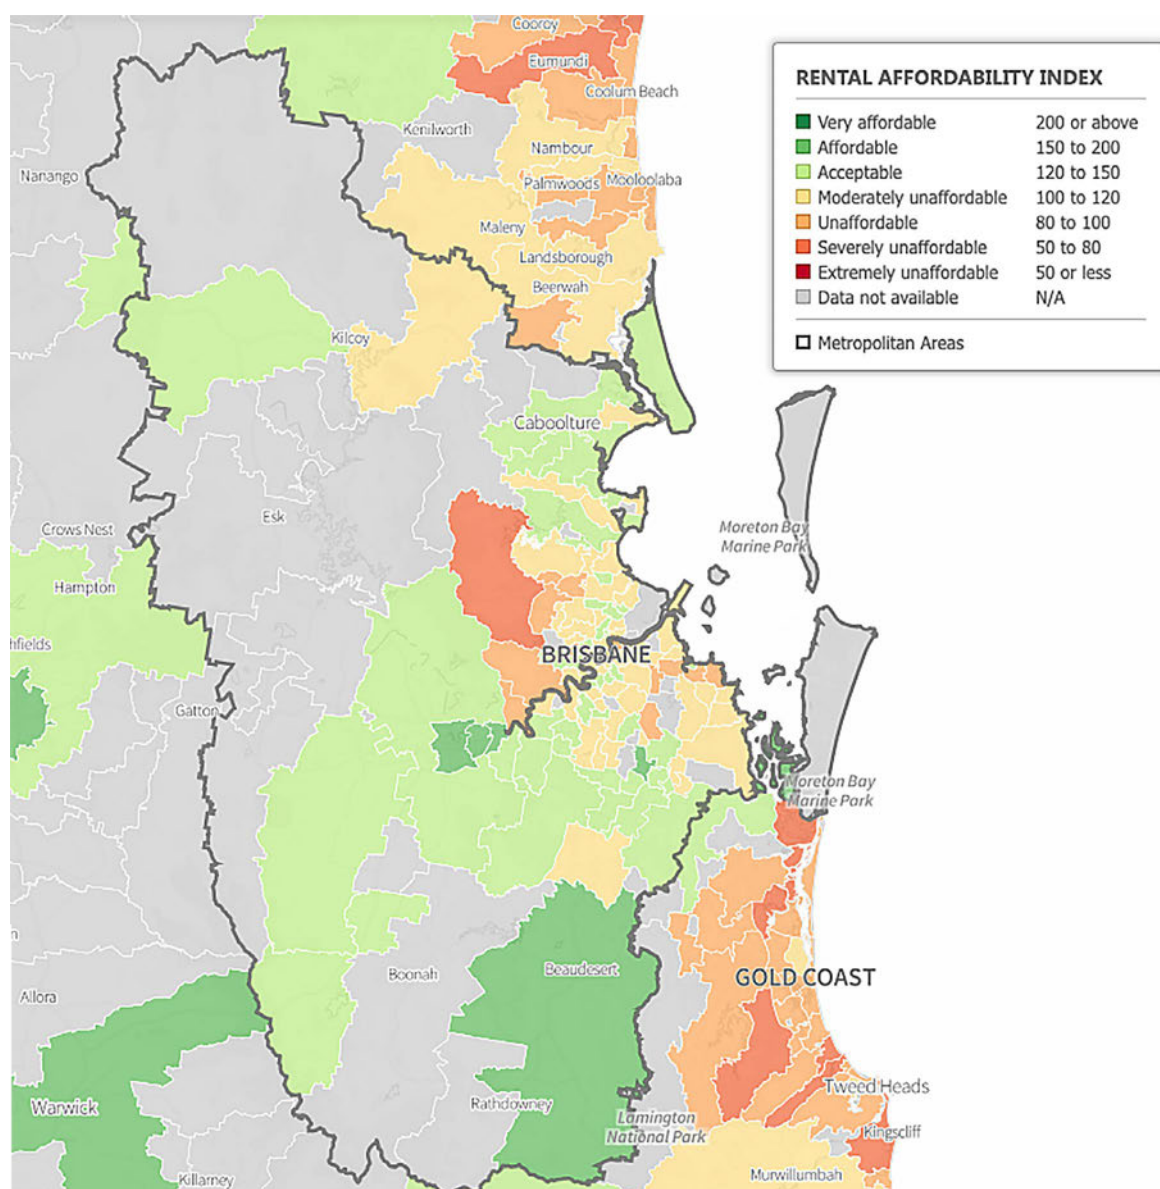 Cooroy
Eumundi
Coolum Beach
Kenilworth
Nambour
Nanango
Palmwoods
Mooloolaba
Maleny
Landsborough
Beerwah
Kilcoy
Caboolture
Esk
Crows Nest
Moreton Bay
Marine Park
Hampton
hfields
BRISBANE
Gatton
Moreton Bay
Marine Park
n
Boonah
Beaudesert
GOLD COAST
Allora
Tweed Heads
Warwick
Rathdowney
Lamington
National Park
Kingscliff
Killarney
Murwillumbah
RENTAL AFFORDABILITY INDEX
Very affordable 200 or above
Affordable 150 to 200
Acceptable 120 to 150
Moderately unaffordable 100 to 120
Unaffordable 80 to 100
Severely unaffordable 50 to 80
Extremely unaffordable 50 or less
Data not available N/A
Metropolitan Areas